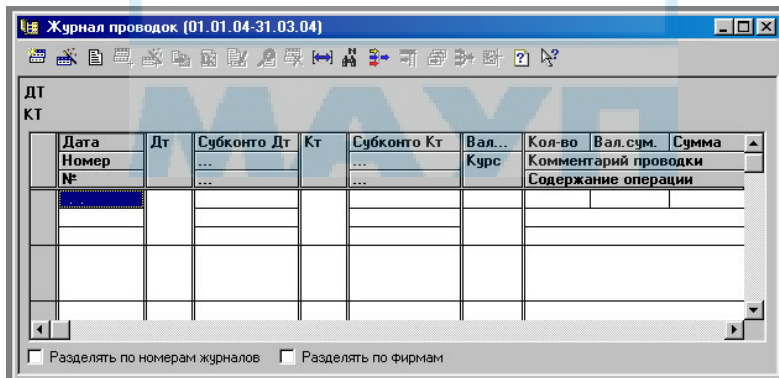 Журнал проводок (01.01.04-31.03.04)
ДТ
КТ
МАУП
Дата Дт Субконто Дт Кт Субконто Кт Вал... Кол-во Вал.сум. Сумма
Номер ... ... Курс Комментарий проводки
№ ... ... Содержание операции
. .
Разделять по номерам журналов Разделять по фирмам